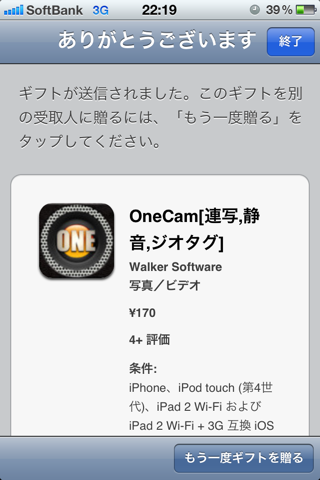 SoftBank 3G 22:19 39%
ありがとうございます 終了
ギフトが送信されました。このギフトを別
の受取人に贈るには、「もう一度贈る」を
タップしてください。
ONE
OneCam[連写,静
音,ジオタグ]
Walker Software
写真／ビデオ
¥170
4+ 評価
条件:
iPhone、iPod touch (第4世
代)、iPad 2 Wi-Fi および
iPad 2 Wi-Fi + 3G 互換 iOS
もう一度ギフトを贈る